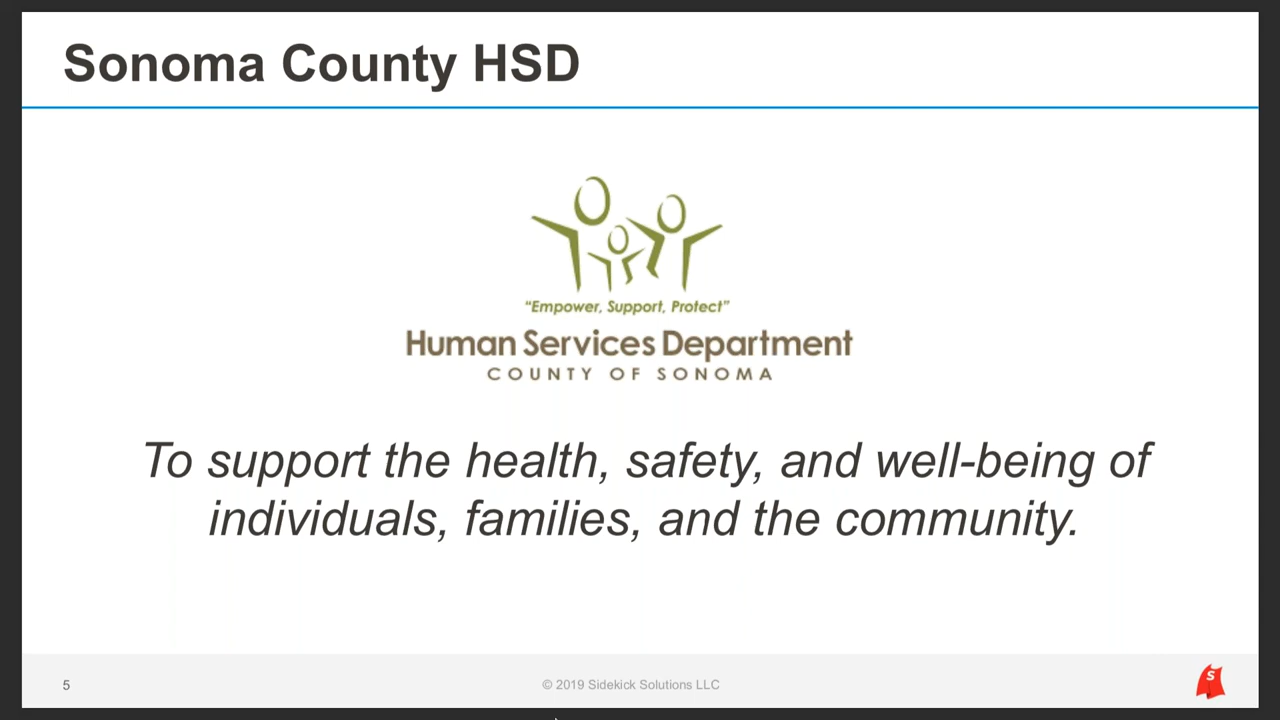 Sonoma County HSD
“Empower, Support, Protect”
Human Services Department
COUNTY OF SONOMA
To support the health, safety, and well-being of
individuals, families, and the community.
5
© 2019 Sidekick Solutions LLC
S